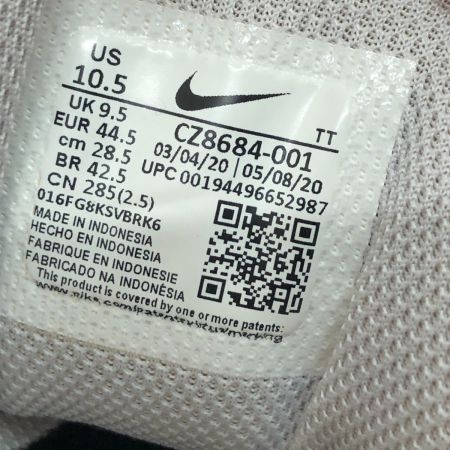 US
10.5
UK 9.5
EUR 44.5
cm 28.5
BR 42.5
CN 285(2.5)
TT
CZ8684-001
03/04/20 | 05/08/20
UPC 00194496652987
016FG8KSVBRK6
MADE IN INDONESIA
HECHO EN INDONESIA
FABRIQUE EN INDONESIE
FABRICADO NA INDONÉSIA
This product is covered by one or more patents: